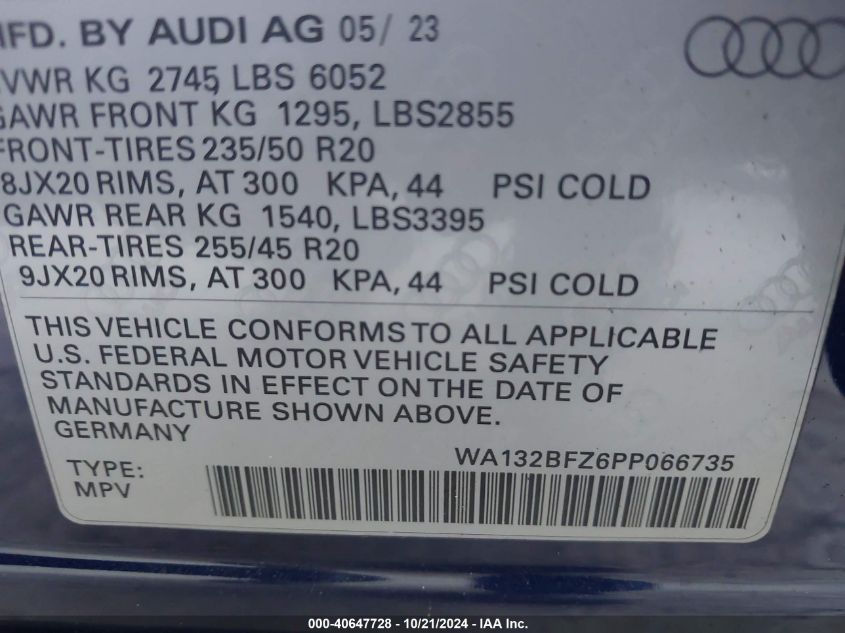 MFD. BY AUDI AG 05/ 23
VWR KG 2745, LBS 6052
GAWR FRONT KG 1295, LBS2855
FRONT-TIRES 235/50 R20
8JX20 RIMS, AT 300 KPA, 44 PSI COLD
GAWR REAR KG 1540, LBS3395
REAR-TIRES 255/45 R20
9JX20 RIMS, AT 300 KPA, 44 PSI COLD
THIS VEHICLE CONFORMS TO ALL APPLICABLE
U.S. FEDERAL MOTOR VEHICLE SAFETY
STANDARDS IN EFFECT ON THE DATE OF
MANUFACTURE SHOWN ABOVE.
GERMANY
WA132BFZ6PP066735
TYPE:
MPV
000-40647728 - 10/21/2024 - IAA Inc.